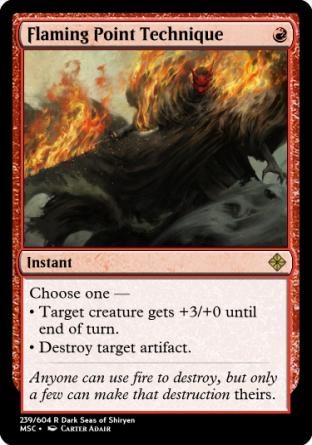 Flaming Point Technique
Instant
Choose one —
• Target creature gets +3/+0 until
end of turn.
• Destroy target artifact.
Anyone can use fire to destroy, but only
a few can make that destruction theirs.
239/604 R Dark Seas of Shiryen
MSC • Carter Adair